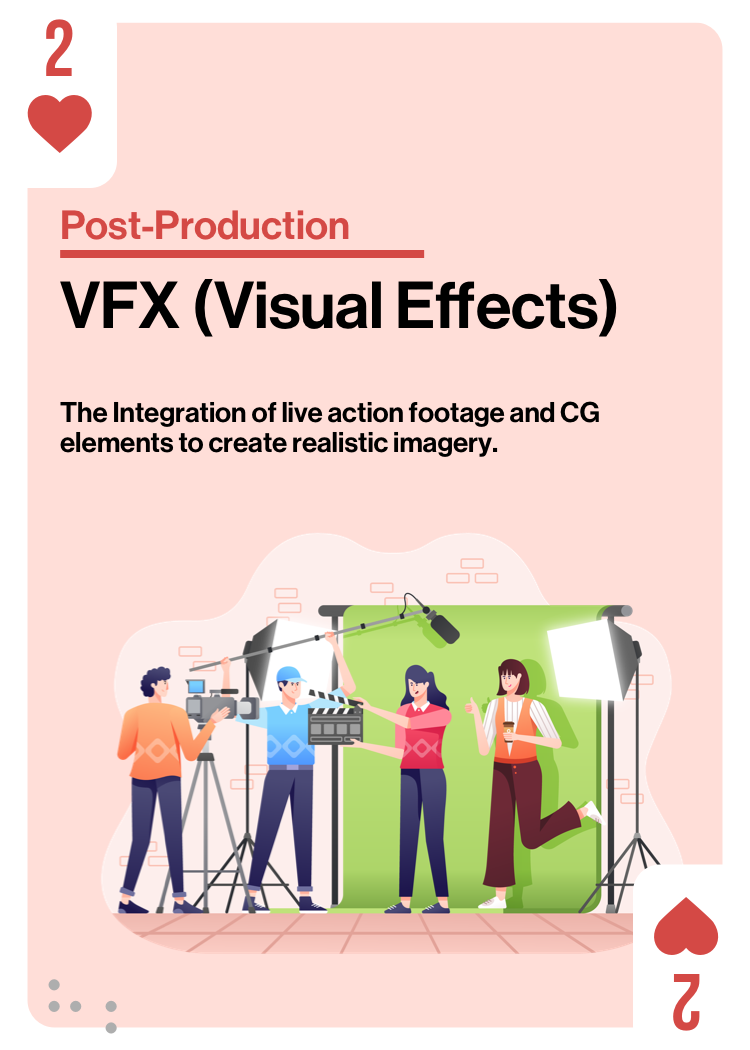 2
Post-Production
VFX (Visual Effects)
The Integration of live action footage and CG
elements to create realistic imagery.
2